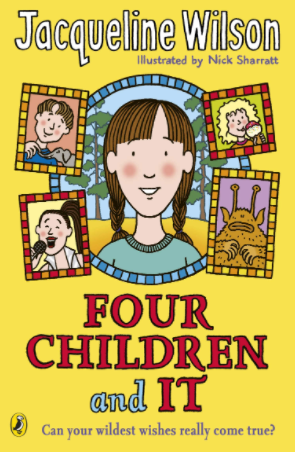 Jacqueline Wilson
Illustrated by Nick Sharratt
FOUR
CHILDREN
and IT
Can your wildest wishes really come true?